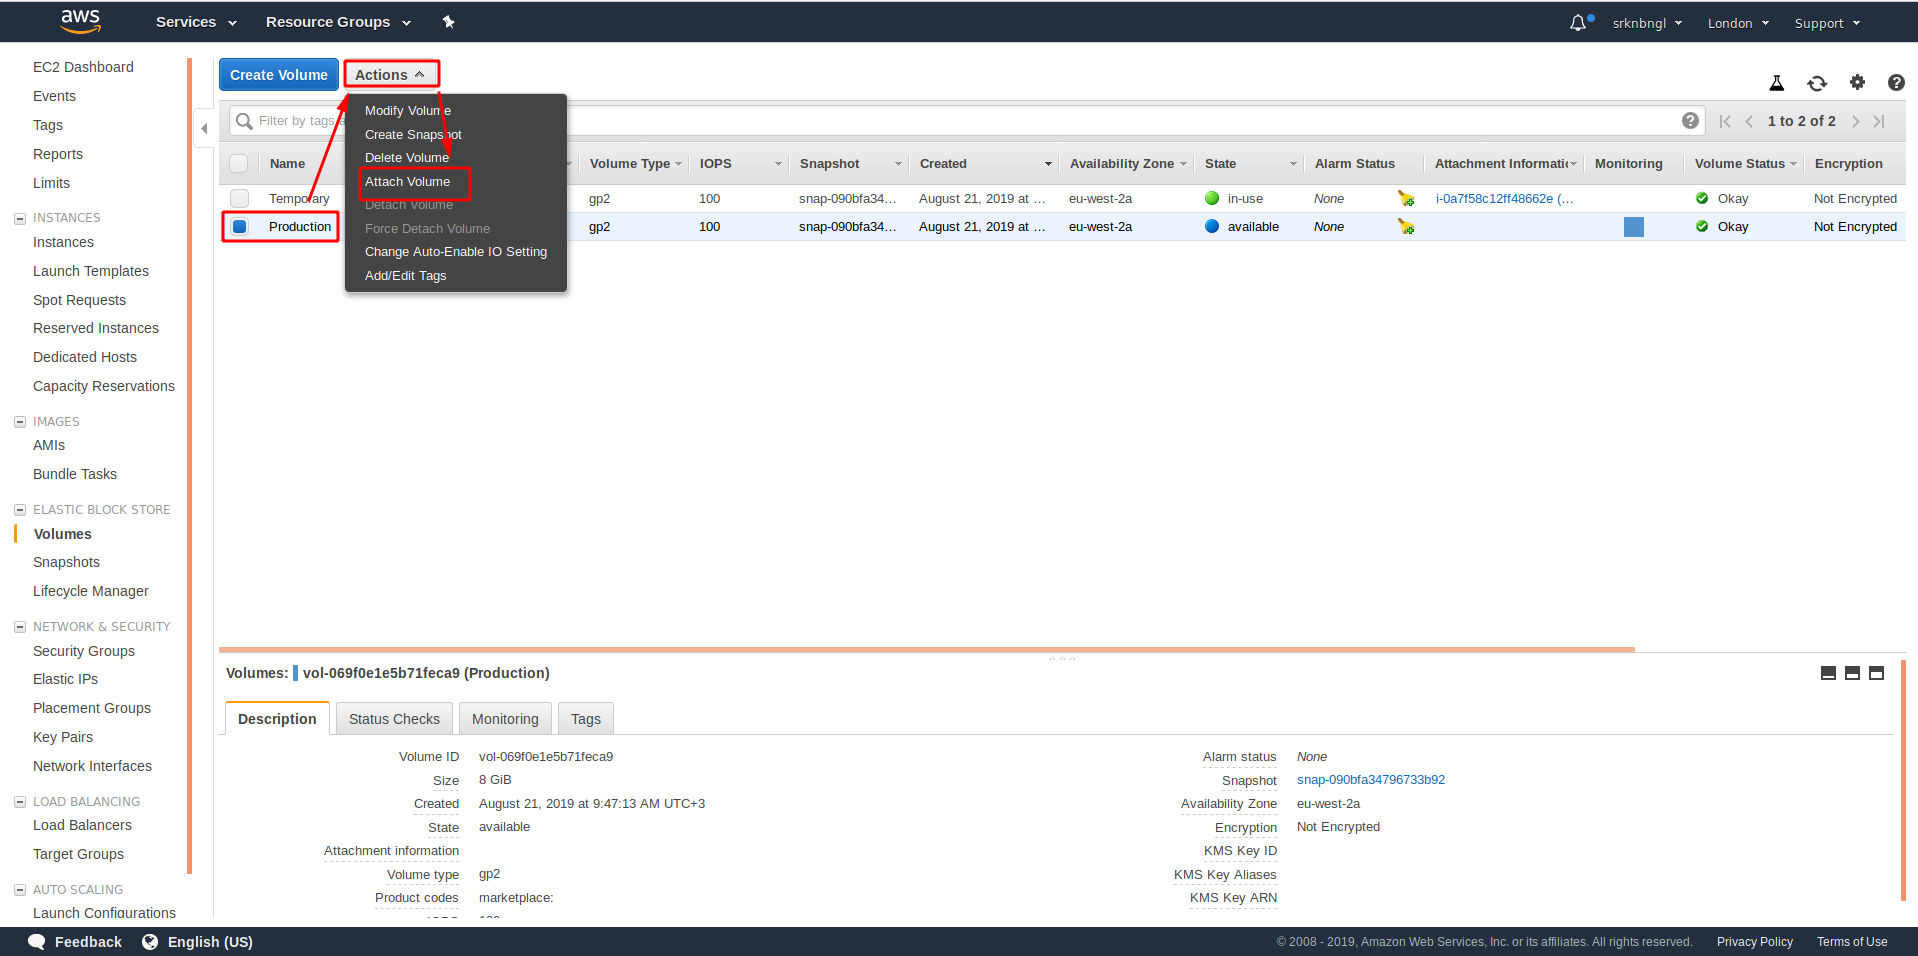 aws Services Resource Groups srknbngl London Support
EC2 Dashboard
Events
Tags
Reports
Limits
INSTANCES
Instances
Launch Templates
Spot Requests
Reserved Instances
Dedicated Hosts
Capacity Reservations
IMAGES
AMIs
Bundle Tasks
ELASTIC BLOCK STORE
Volumes
Snapshots
Lifecycle Manager
NETWORK & SECURITY
Security Groups
Elastic IPs
Placement Groups
Key Pairs
Network Interfaces
LOAD BALANCING
Load Balancers
Target Groups
AUTO SCALING
Launch Configurations
Create Volume Actions
Filter by tags a
1 to 2 of 2
Modify Volume
Create Snapshot
Delete Volume
Attach Volume
Detach Volume
Force Detach Volume
Change Auto-Enable IO Setting
Add/Edit Tags
Name Volume Type IOPS Snapshot Created Availability Zone State Alarm Status Attachment Informati Monitoring Volume Status Encryption
Temporary gp2 100 snap-090bfa34... August 21, 2019 at ... eu-west-2a in-use None i-0a7f58c12ff48662e (... Okay Not Encrypted
Production gp2 100 snap-090bfa34... August 21, 2019 at ... eu-west-2a available None Okay Not Encrypted
Volumes: vol-069f0e1e5b71feca9 (Production)
Description Status Checks Monitoring Tags
Volume ID vol-069f0e1e5b71feca9
Size 8 GiB
Created August 21, 2019 at 9:47:13 AM UTC+3
State available
Attachment information
Volume type gp2
Product codes marketplace:
Alarm status None
Snapshot snap-090bfa34796733b92
Availability Zone eu-west-2a
Encryption Not Encrypted
KMS Key ID
KMS Key Aliases
KMS Key ARN
Feedback English (US) © 2008 - 2019, Amazon Web Services, Inc. or its affiliates. All rights reserved. Privacy Policy Terms of Use